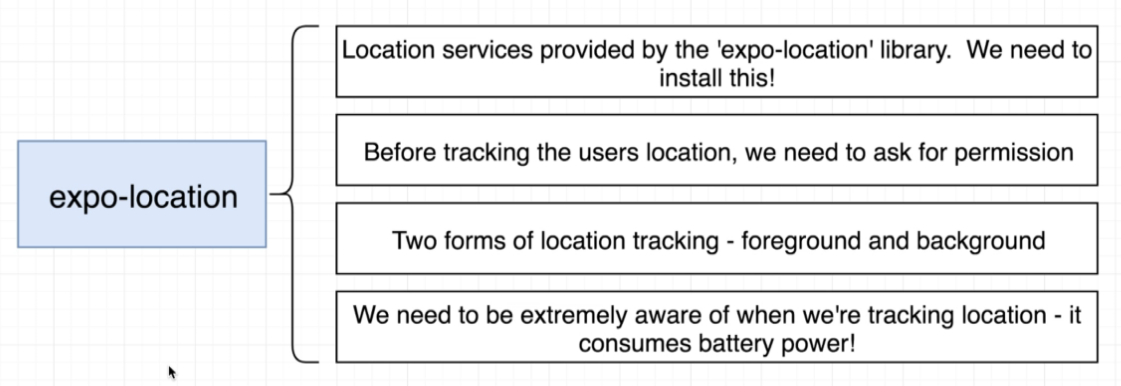 expo-location
Location services provided by the 'expo-location' library.  We need to
install this!
Before tracking the users location, we need to ask for permission
Two forms of location tracking - foreground and background
We need to be extremely aware of when we're tracking location - it
consumes battery power!